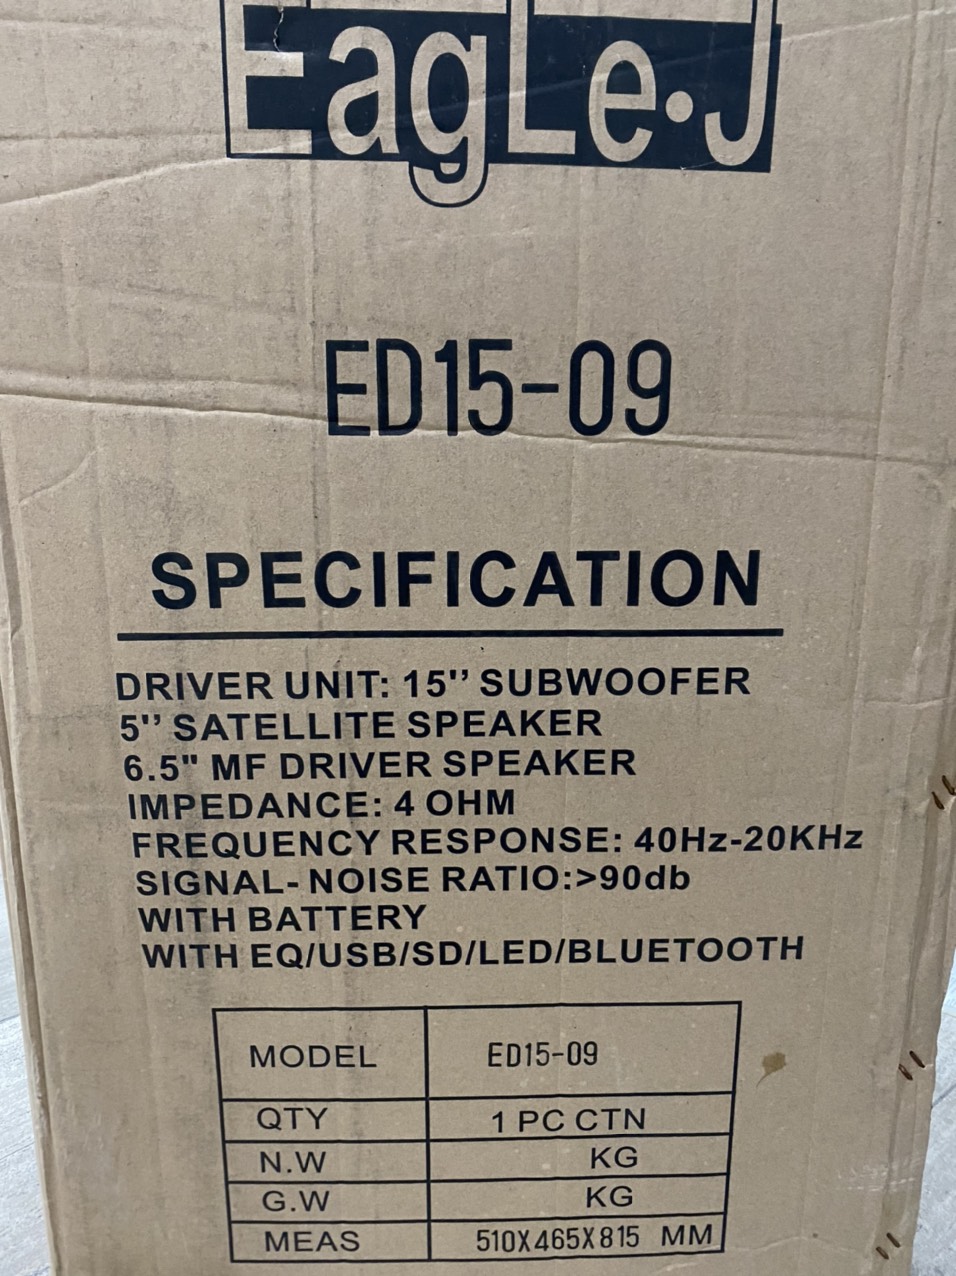 EagLe·J
ED15-09
SPECIFICATION
DRIVER UNIT: 15'' SUBWOOFER
5'' SATELLITE SPEAKER
6.5" MF DRIVER SPEAKER
IMPEDANCE: 4 OHM
FREQUENCY RESPONSE: 40Hz-20KHz
SIGNAL- NOISE RATIO:>90db
WITH BATTERY
WITH EQ/USB/SD/LED/BLUETOOTH
MODEL ED15-09
QTY 1 PC CTN
N.W KG
G.W KG
MEAS 510X465X815 MM